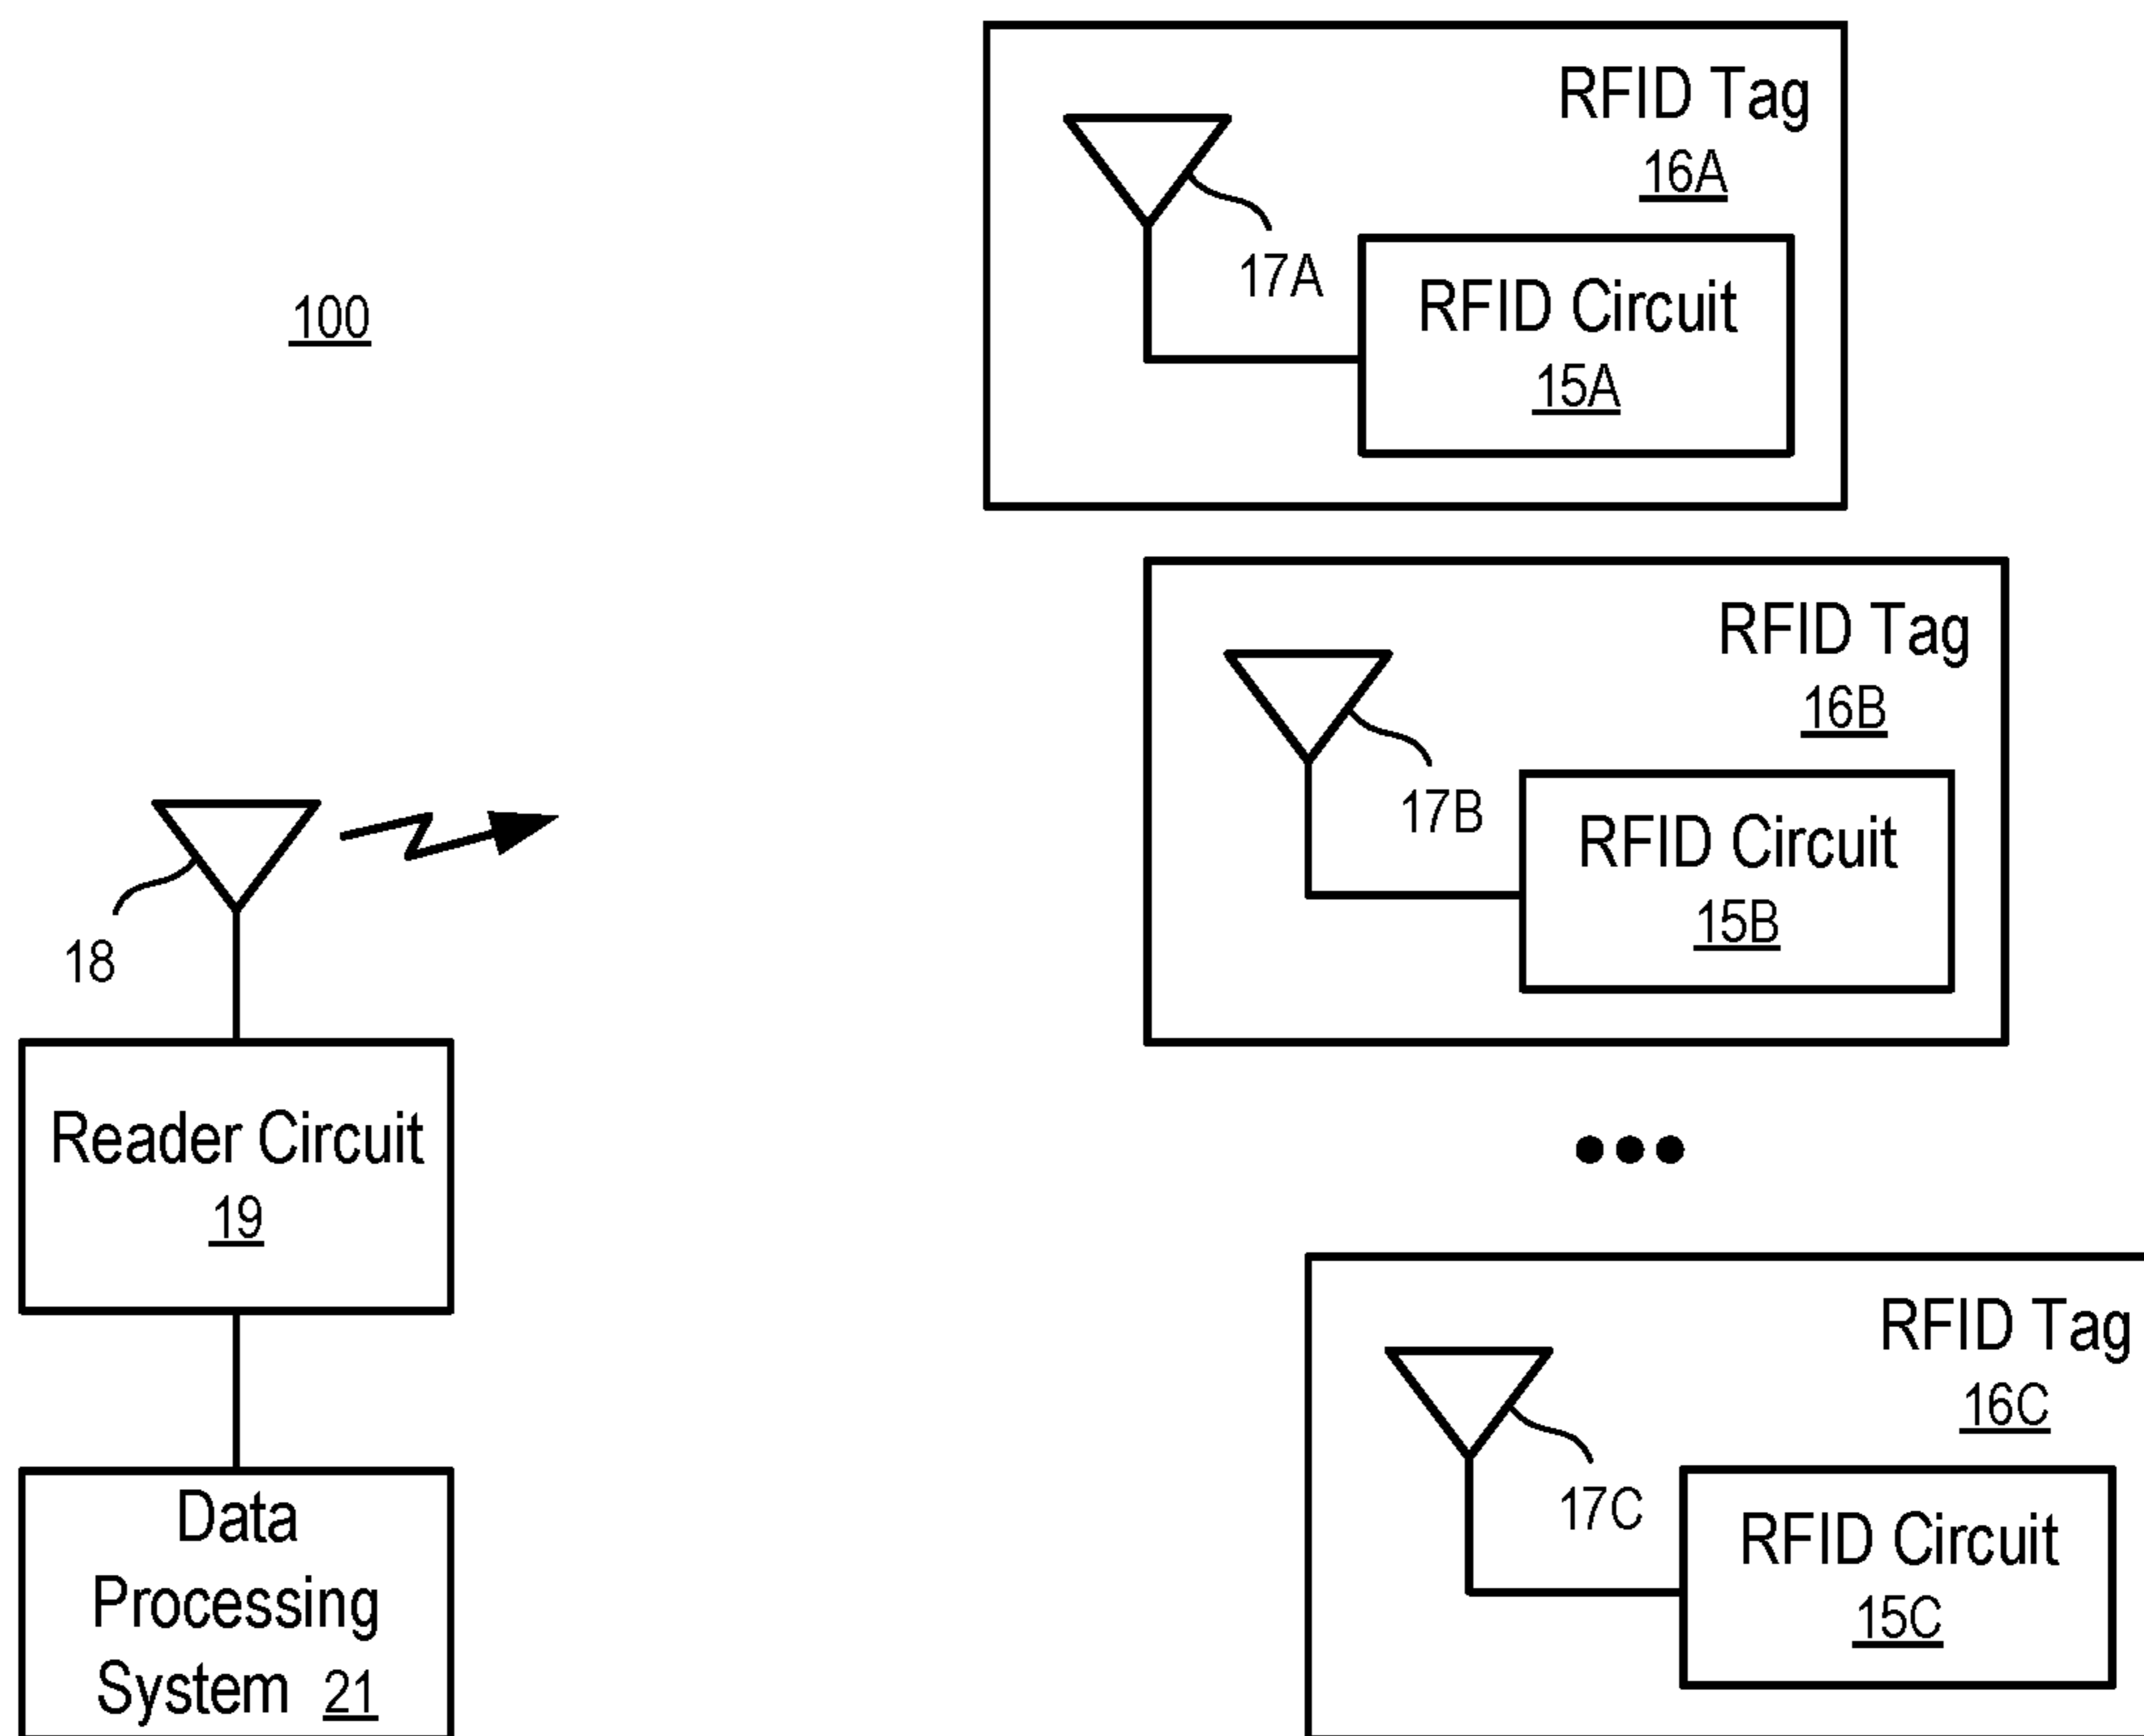 100
RFID Tag
16A
17A
RFID Circuit
15A
RFID Tag
16B
17B
RFID Circuit
15B
18
Reader Circuit
19
Data
Processing
System 21
RFID Tag
16C
17C
RFID Circuit
15C